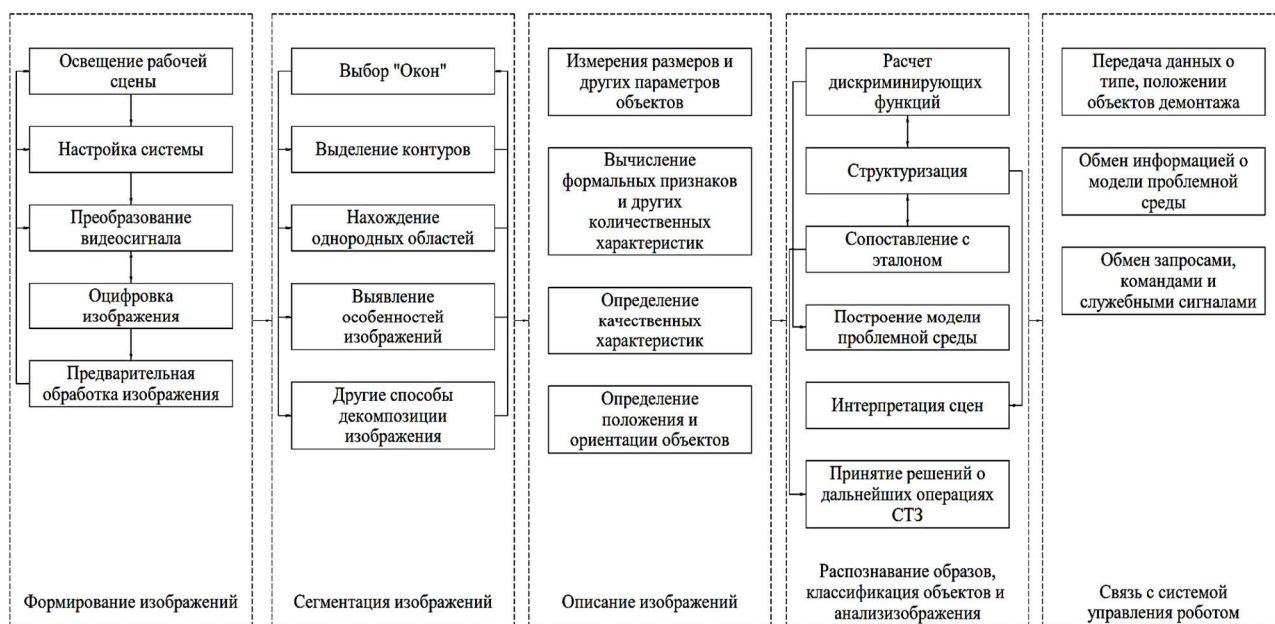 Освещение рабочей
сцены
Настройка системы
Преобразование
видеосигнала
Оцифровка
изображения
Предварительная
обработка изображения
Формирование изображений
Выбор "Окон"
Выделение контуров
Нахождение
однородных областей
Выявление
особенностей
изображений
Другие способы
декомпозиции
изображения
Сегментация изображений
Измерения размеров и
других параметров
объектов
Вычисление
формальных признаков
и других
количественных
характеристик
Определение
качественных
характеристик
Определение
положения и
ориентации объектов
Описание изображений
Расчет
дискриминирующих
функций
Структуризация
Сопоставление с
эталоном
Построение модели
проблемной среды
Интерпретация сцен
Принятие решений о
дальнейших операциях
СТЗ
Распознавание образов,
классификация объектов и
анализизображения
Передача данных о
типе, положении
объектов демонтажа
Обмен информацией о
модели проблемной
среды
Обмен запросами,
командами и
служебными сигналами
Связь с системой
управления роботом